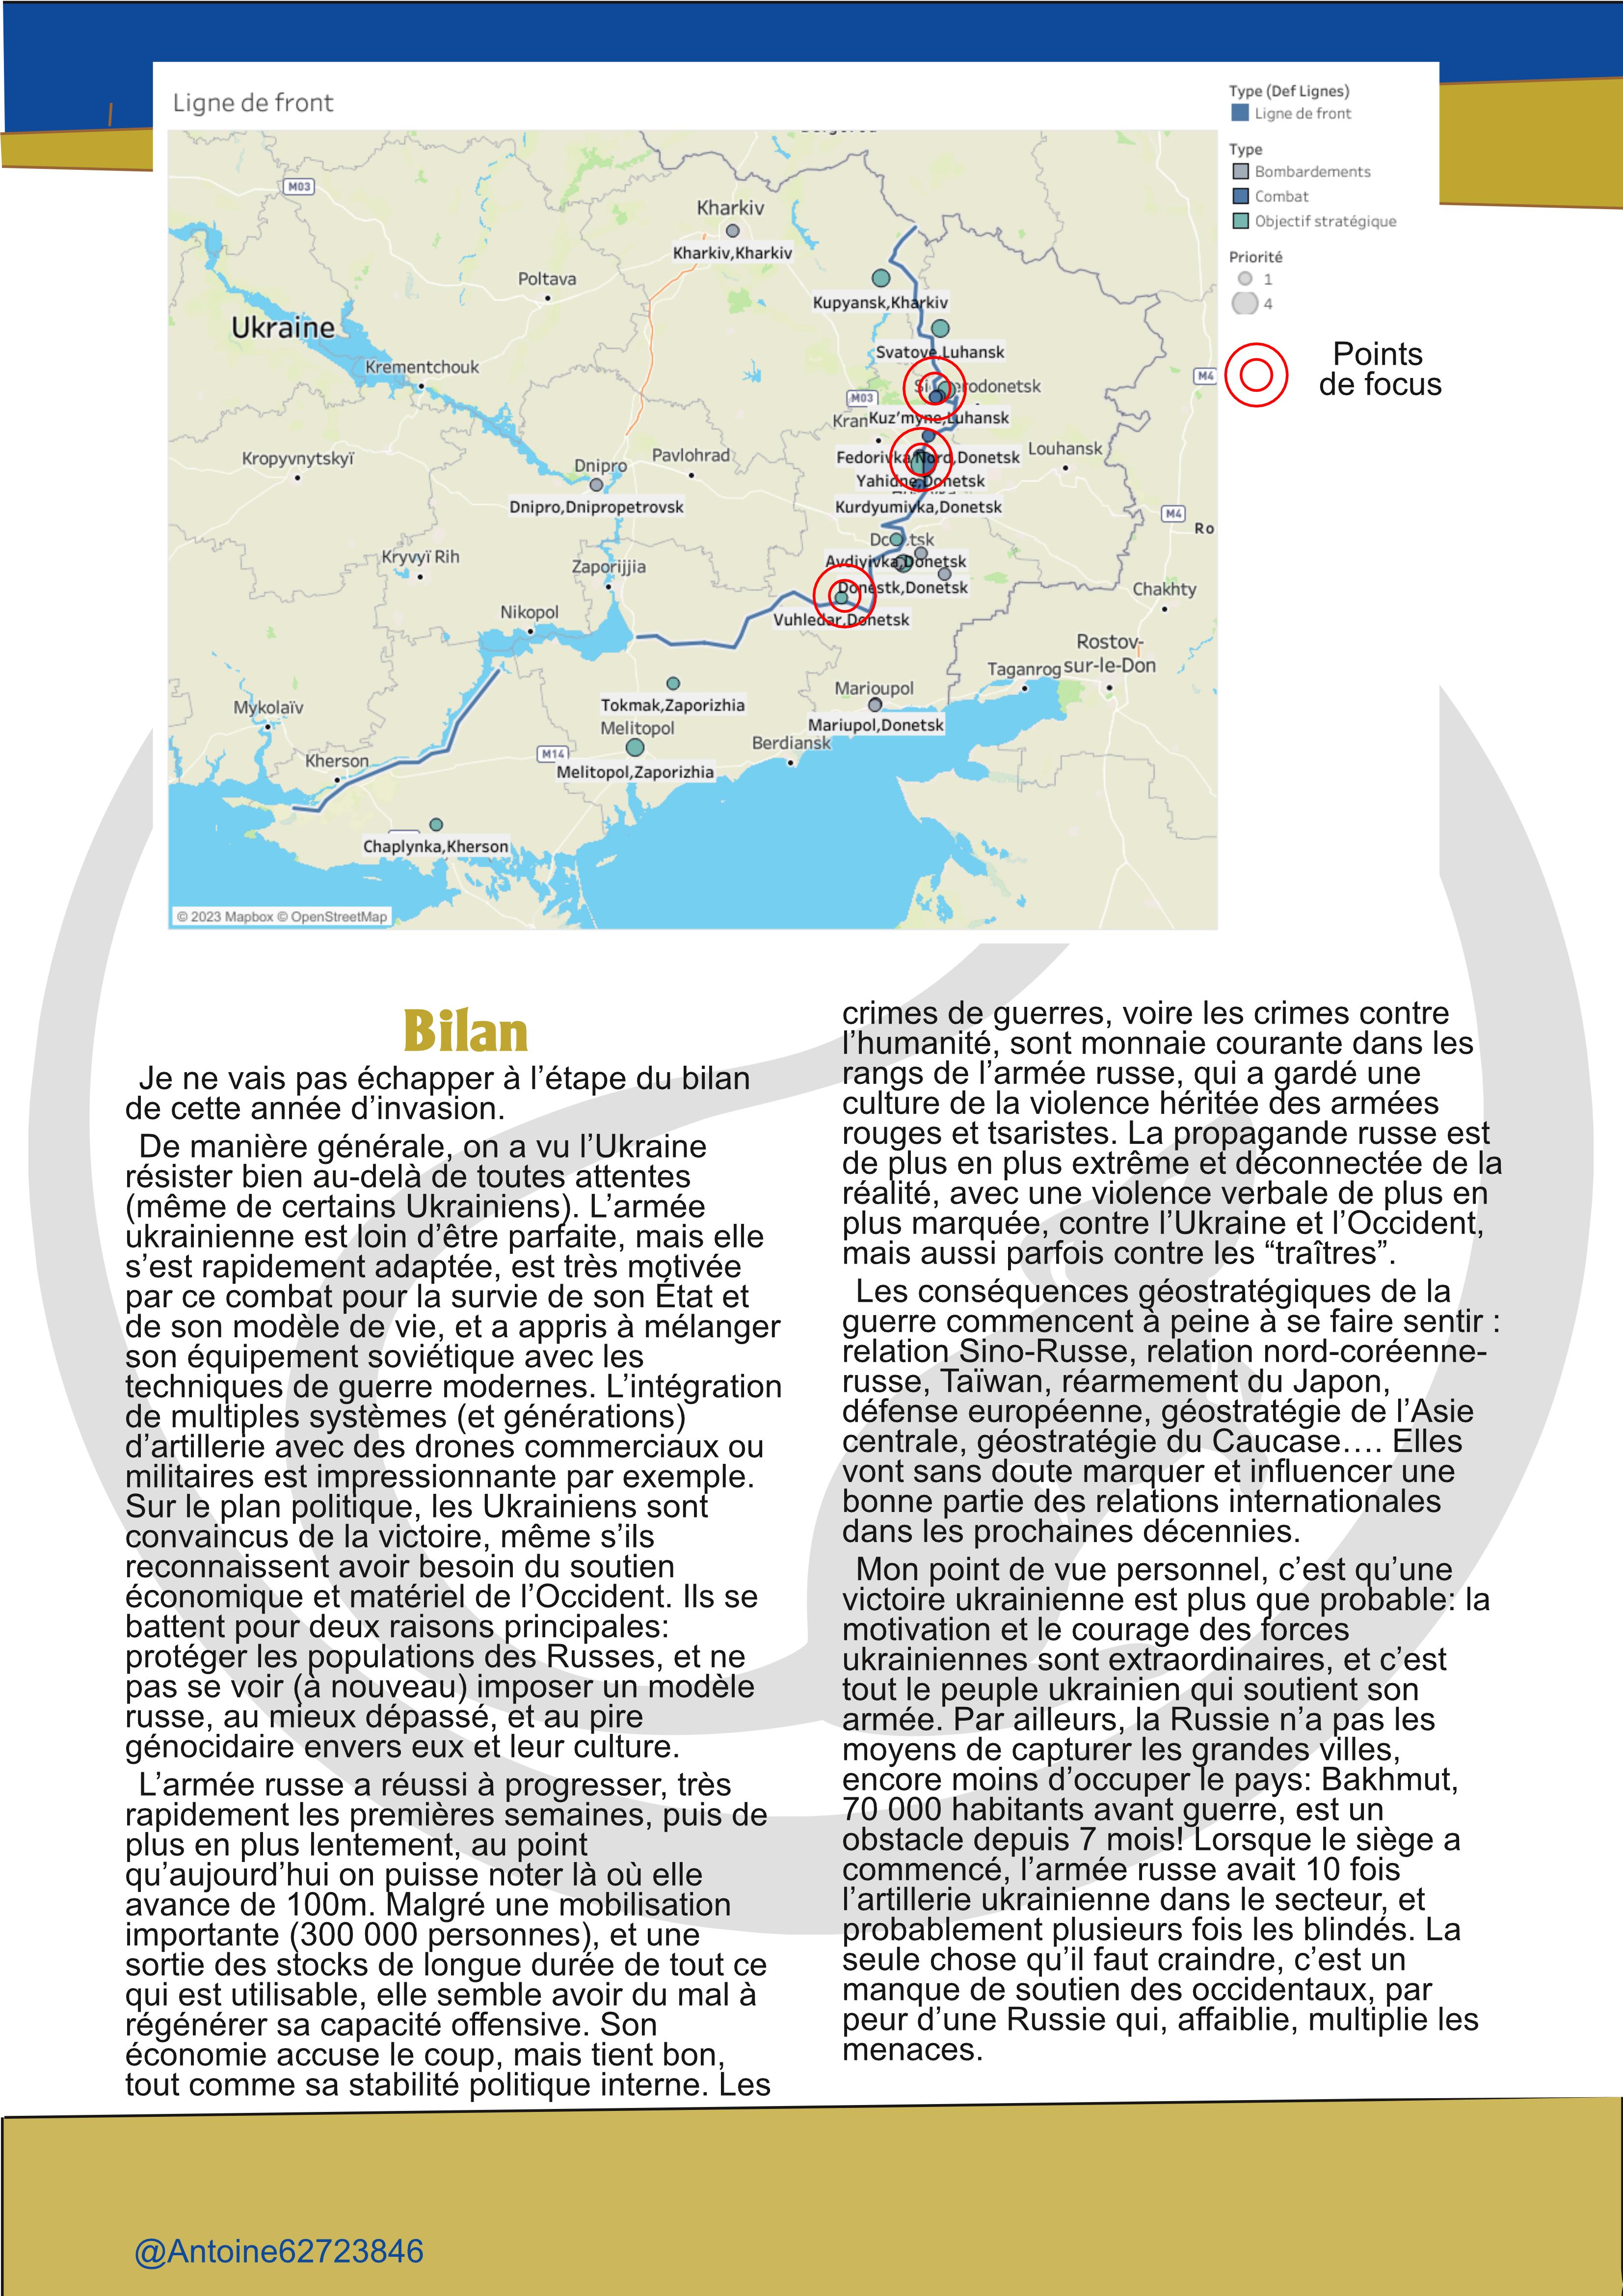 Ligne de front
Type (Def Lignes)
Ligne de front
Type
Bombardements
Combat
Objectif stratégique
Priorité
1
4
Points
de focus
M03
Kharkiv
Kharkiv,Kharkiv
Poltava
Kupyansk,Kharkiv
Ukraine
Svatove,Luhansk
Krementchouk
M4
M03
Kuz'myne,Luhansk
Kropyvnytskyï
Pavlohrad
Louhansk
Dnipro
Fedorivka Nord,Donetsk
Yahidne,Donetsk
Dnipro,Dnipropetrovsk
Kurdyumivka,Donetsk
M4
Ro
Kryvyï Rih
Zaporijjia
Avdiyivka,Donetsk
Donestk,Donetsk
Chakhty
Nikopol
Vuhledar,Donetsk
Rostov-
sur-le-Don
Taganrog
Marioupol
Tokmak,Zaporizhia
Mykolaïv
Mariupol,Donetsk
Melitopol
Berdiansk
Kherson
M14
Melitopol,Zaporizhia
Chaplynka,Kherson
© 2023 Mapbox © OpenStreetMap
Bilan
Je ne vais pas échapper à l’étape du bilan
de cette année d’invasion.
De manière générale, on a vu l’Ukraine
résister bien au-delà de toutes attentes
(même de certains Ukrainiens). L’armée
ukrainienne est loin d’être parfaite, mais elle
s’est rapidement adaptée, est très motivée
par ce combat pour la survie de son État et
de son modèle de vie, et a appris à mélanger
son équipement soviétique avec les
techniques de guerre modernes. L’intégration
de multiples systèmes (et générations)
d’artillerie avec des drones commerciaux ou
militaires est impressionnante par exemple.
Sur le plan politique, les Ukrainiens sont
convaincus de la victoire, même s’ils
reconnaissent avoir besoin du soutien
économique et matériel de l’Occident. Ils se
battent pour deux raisons principales:
protéger les populations des Russes, et ne
pas se voir (à nouveau) imposer un modèle
russe, au mieux dépassé, et au pire
génocidaire envers eux et leur culture.
L’armée russe a réussi à progresser, très
rapidement les premières semaines, puis de
plus en plus lentement, au point
qu’aujourd’hui on puisse noter là où elle
avance de 100m. Malgré une mobilisation
importante (300 000 personnes), et une
sortie des stocks de longue durée de tout ce
qui est utilisable, elle semble avoir du mal à
régénérer sa capacité offensive. Son
économie accuse le coup, mais tient bon,
tout comme sa stabilité politique interne. Les
crimes de guerres, voire les crimes contre
l’humanité, sont monnaie courante dans les
rangs de l’armée russe, qui a gardé une
culture de la violence héritée des armées
rouges et tsaristes. La propagande russe est
de plus en plus extrême et déconnectée de la
réalité, avec une violence verbale de plus en
plus marquée, contre l’Ukraine et l’Occident,
mais aussi parfois contre les “traîtres”.
Les conséquences géostratégiques de la
guerre commencent à peine à se faire sentir :
relation Sino-Russe, relation nord-coréenne-
russe, Taïwan, réarmement du Japon,
défense européenne, géostratégie de l’Asie
centrale, géostratégie du Caucase…. Elles
vont sans doute marquer et influencer une
bonne partie des relations internationales
dans les prochaines décennies.
Mon point de vue personnel, c’est qu’une
victoire ukrainienne est plus que probable: la
motivation et le courage des forces
ukrainiennes sont extraordinaires, et c’est
tout le peuple ukrainien qui soutient son
armée. Par ailleurs, la Russie n’a pas les
moyens de capturer les grandes villes,
encore moins d’occuper le pays: Bakhmut,
70 000 habitants avant guerre, est un
obstacle depuis 7 mois! Lorsque le siège a
commencé, l’armée russe avait 10 fois
l’artillerie ukrainienne dans le secteur, et
probablement plusieurs fois les blindés. La
seule chose qu’il faut craindre, c’est un
manque de soutien des occidentaux, par
peur d’une Russie qui, affaiblie, multiplie les
menaces.
@Antoine62723846